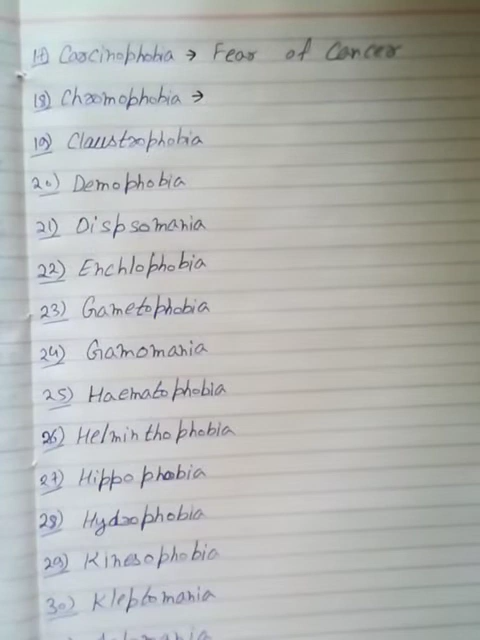 17) Carcinophobia → Fear of Cancer
18) Chromophobia →
19) Claustrophobia
20) Demophobia
21) Dispsomania
22) Enchlophobia
23) Gametophobia
24) Gamomania
25) Haematophobia
26) Helminthophobia
27) Hippophobia
28) Hydrophobia
29) Kinesophobia
30) Kleptomania